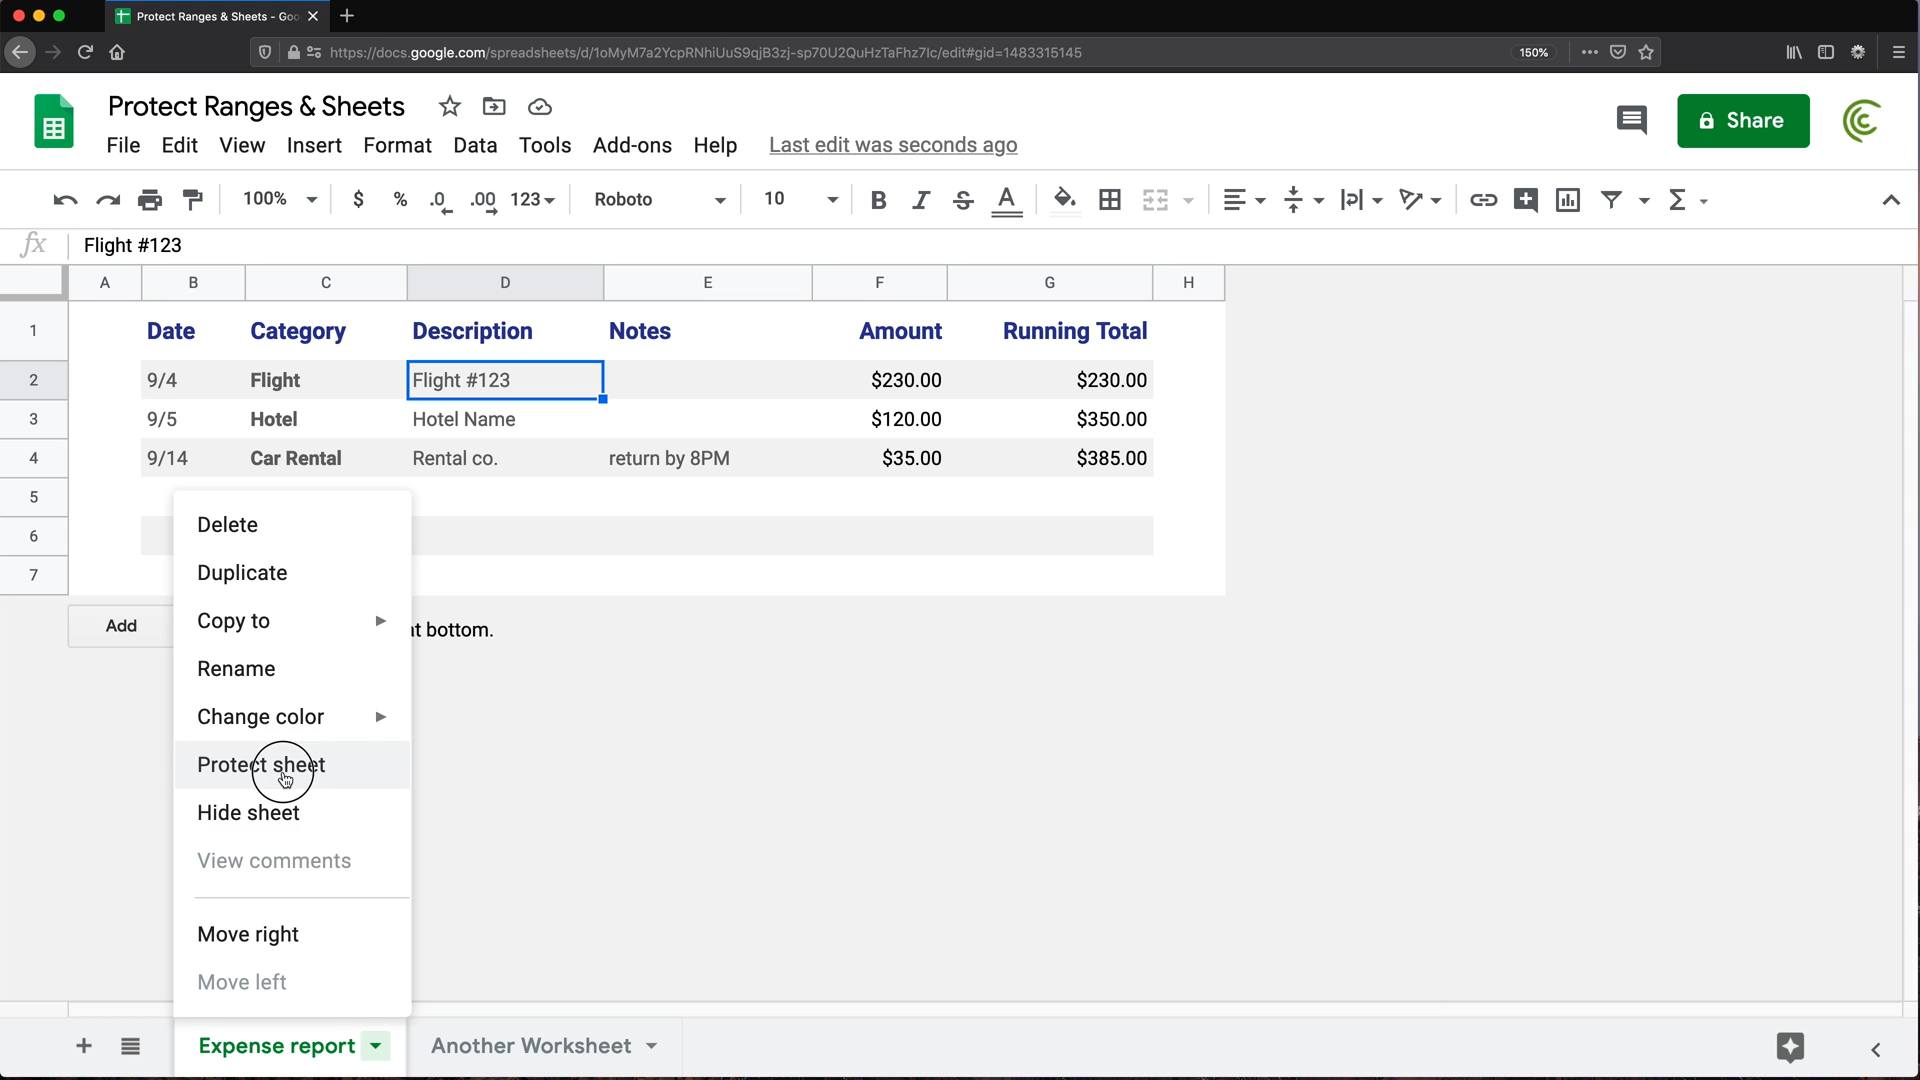 Protect Ranges & Sheets - Goo
https://docs.google.com/spreadsheets/d/1oMyM7a2YcpRNhiUuS9qjB3zj-sp70U2QuHzTaFhz7Ic/edit#gid=1483315145
150%
Protect Ranges & Sheets
Share
File Edit View Insert Format Data Tools Add-ons Help Last edit was seconds ago
100% $ % .0 .00 123 Roboto 10 B I S A Σ
fx Flight #123
A B C D E F G H
1 Date Category Description Notes Amount Running Total
2 9/4 Flight Flight #123 $230.00 $230.00
3 9/5 Hotel Hotel Name $120.00 $350.00
4 9/14 Car Rental Rental co. return by 8PM $35.00 $385.00
5
6
7
Add at bottom.
Delete
Duplicate
Copy to
Rename
Change color
Protect sheet
Hide sheet
View comments
Move right
Move left
Expense report Another Worksheet